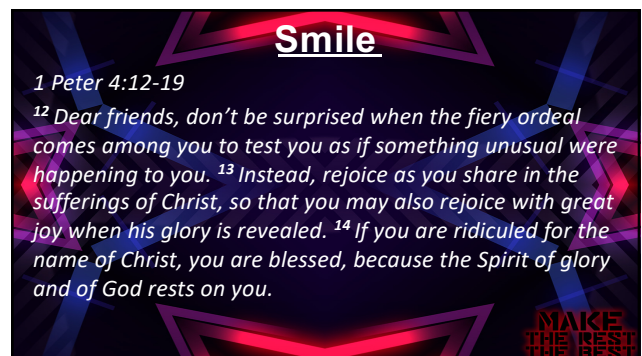 Smile
1 Peter 4:12-19
12 Dear friends, don’t be surprised when the fiery ordeal
comes among you to test you as if something unusual were
happening to you. 13 Instead, rejoice as you share in the
sufferings of Christ, so that you may also rejoice with great
joy when his glory is revealed. 14 If you are ridiculed for the
name of Christ, you are blessed, because the Spirit of glory
and of God rests on you.
MAKE
THE BEST